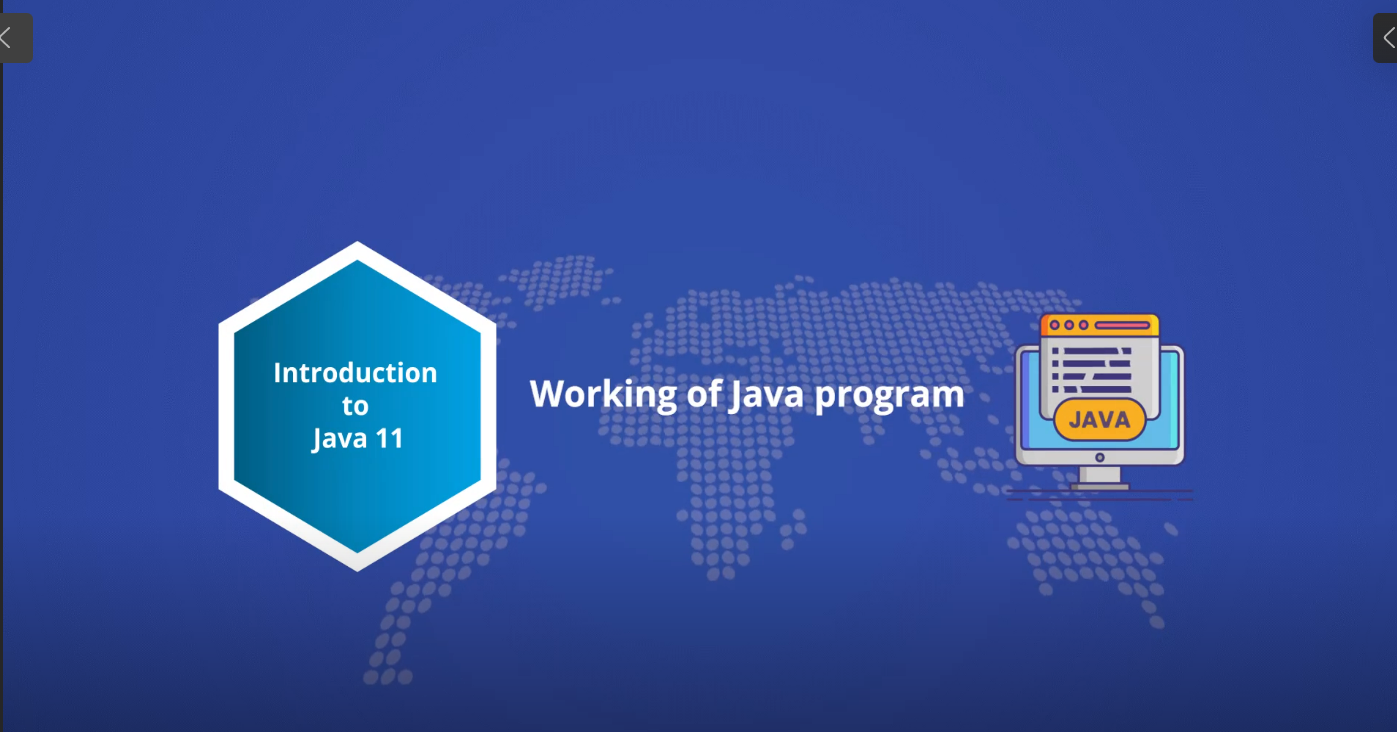 Introduction
to
Java 11
Working of Java program
JAVA